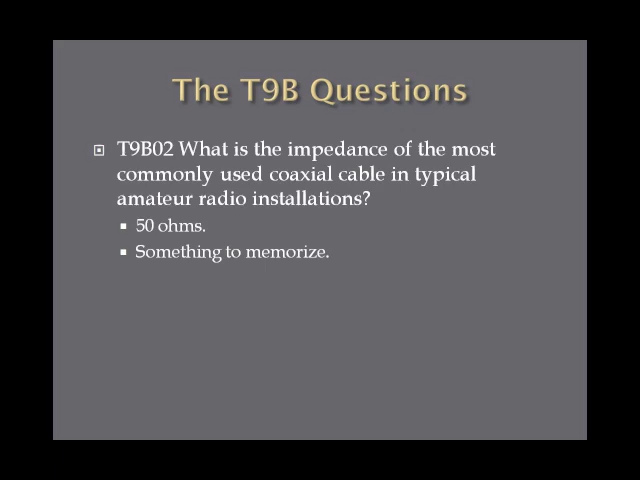 The T9B Questions
T9B02 What is the impedance of the most
commonly used coaxial cable in typical
amateur radio installations?
50 ohms.
Something to memorize.